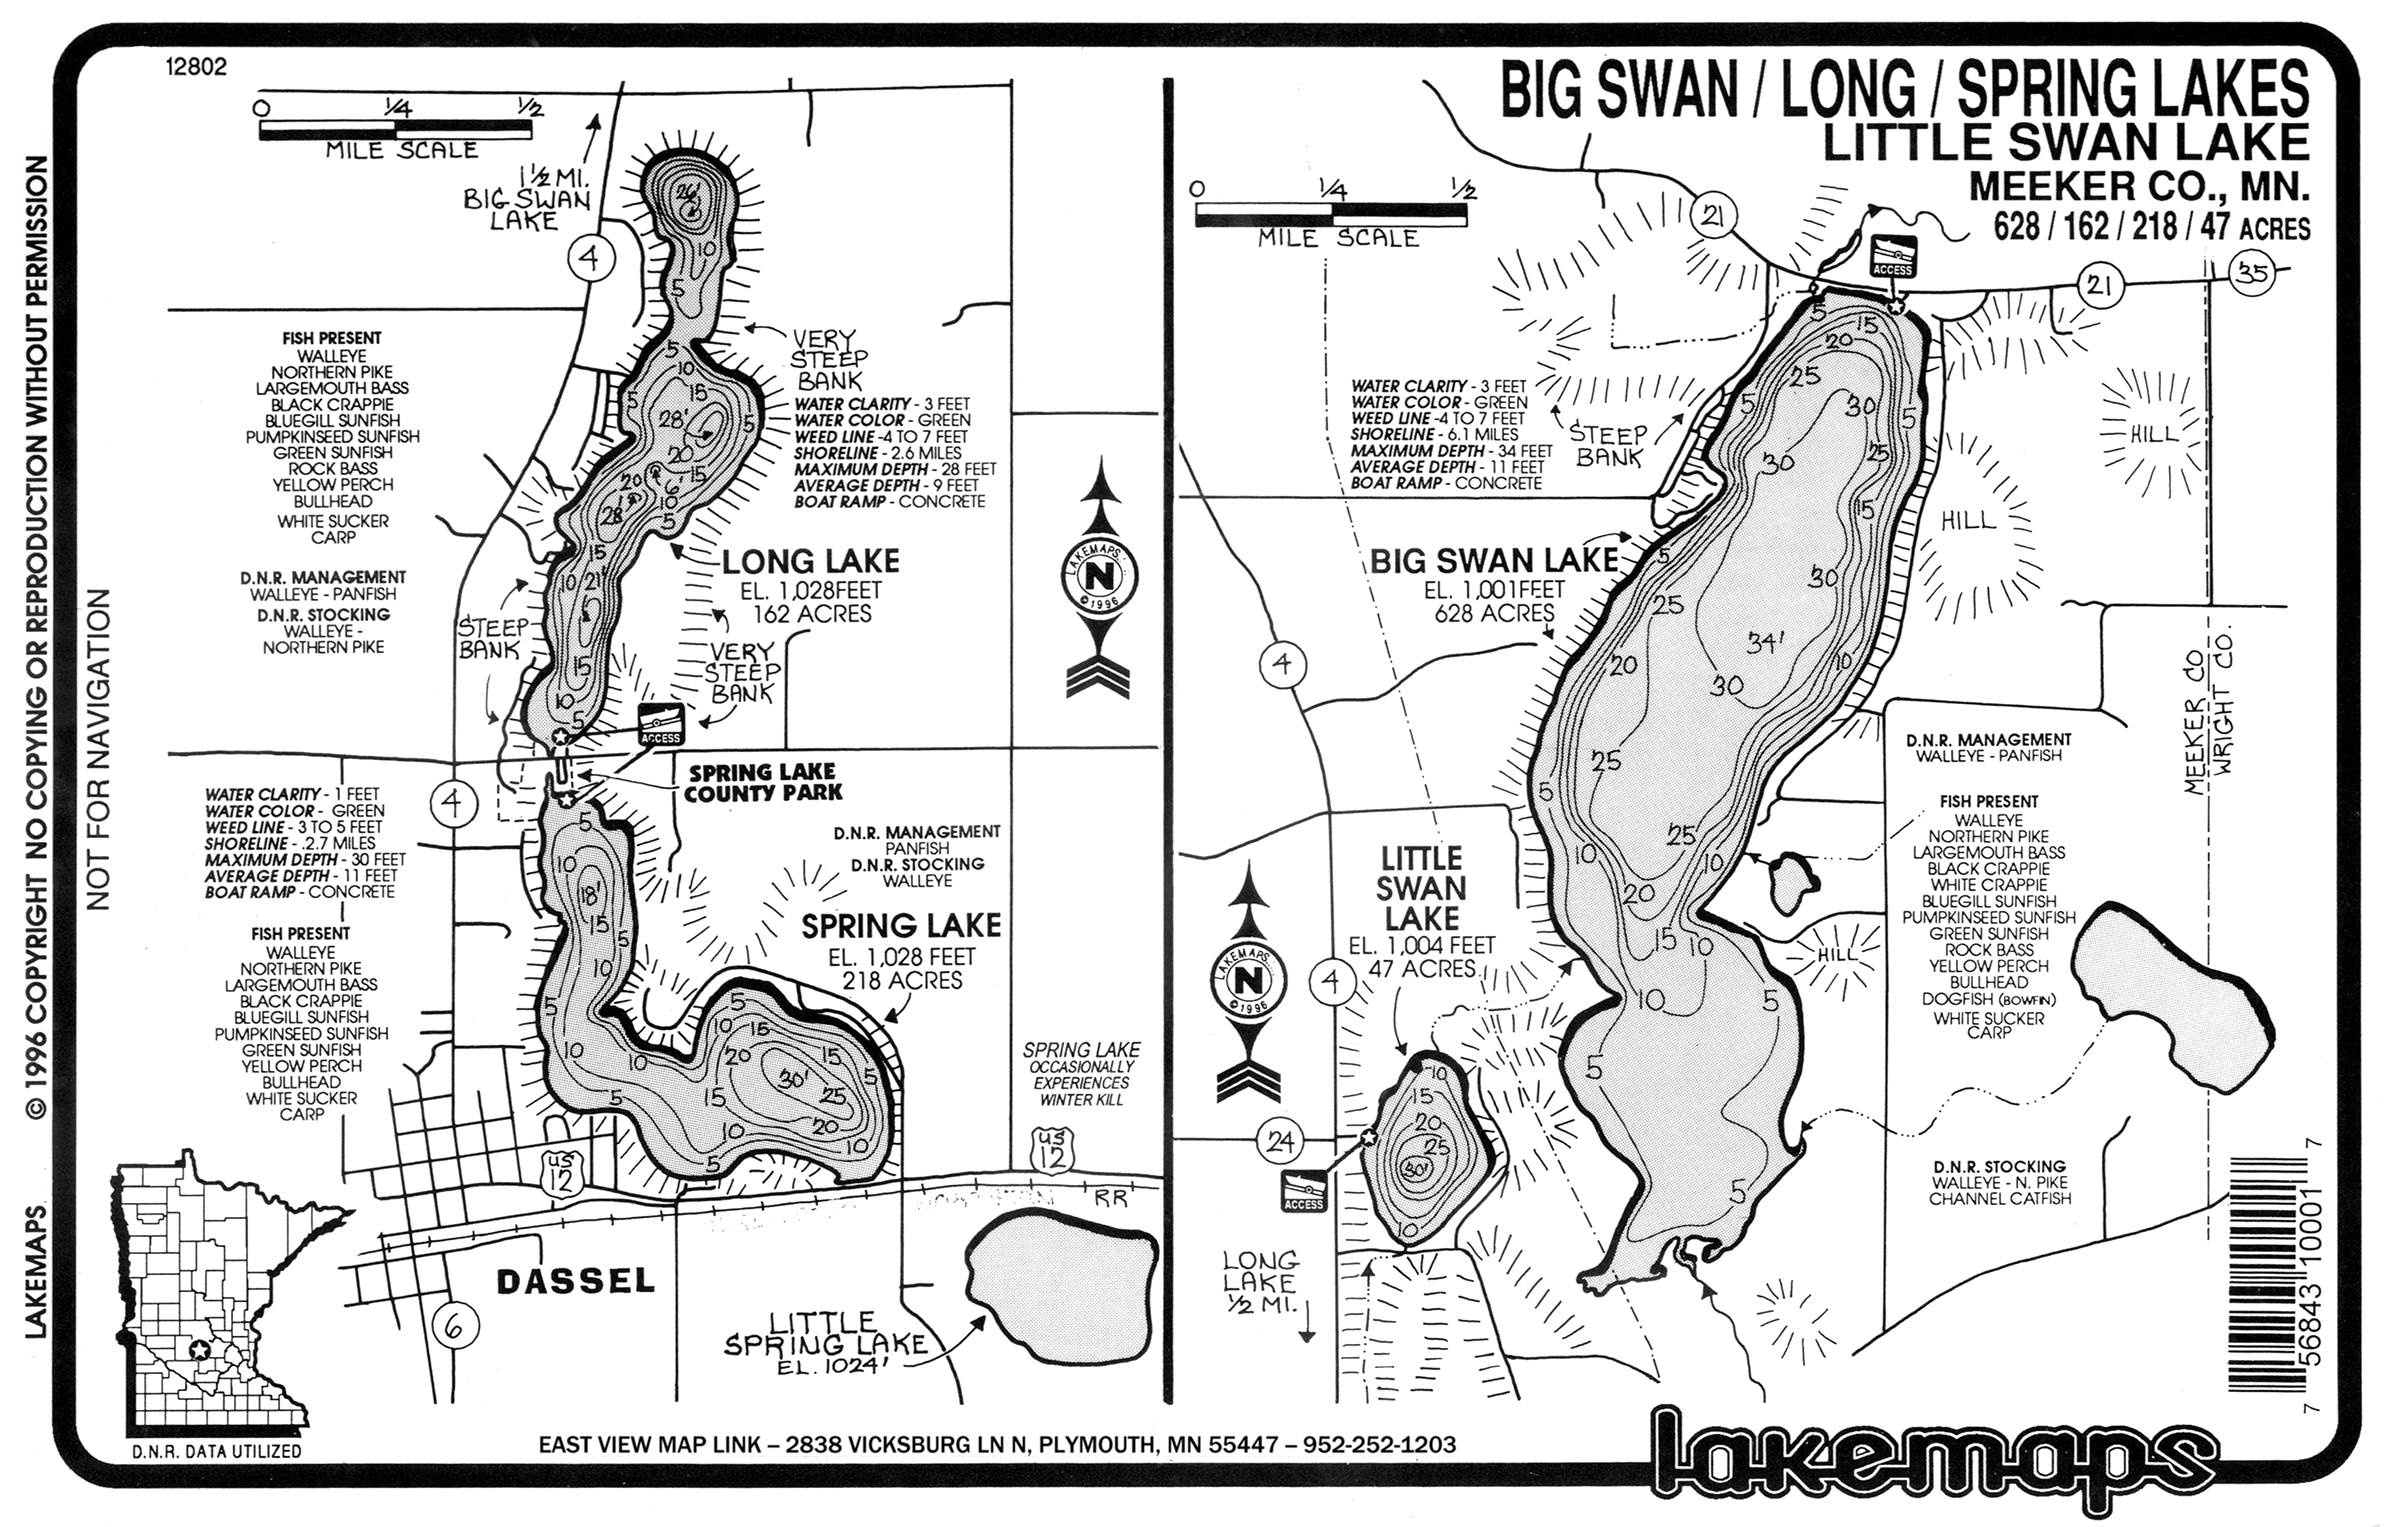 12802
BIG SWAN / LONG / SPRING LAKES
LITTLE SWAN LAKE
MEEKER CO., MN.
628 / 162 / 218 / 47 ACRES
© 1996 COPYRIGHT NO COPYING OR REPRODUCTION WITHOUT PERMISSION
LAKEMAPS
NOT FOR NAVIGATION
0 1/4 1/2
MILE SCALE
1 1/2 MI.
BIG SWAN
LAKE
4
26'
10
5
5
10
15
5
28'
5
20
15
20
6'
10
28'
5
15
10 21'
15
10
5
VERY
STEEP
BANK
FISH PRESENT
WALLEYE
NORTHERN PIKE
LARGEMOUTH BASS
BLACK CRAPPIE
BLUEGILL SUNFISH
PUMPKINSEED SUNFISH
GREEN SUNFISH
ROCK BASS
YELLOW PERCH
BULLHEAD
WHITE SUCKER
CARP
D.N.R. MANAGEMENT
WALLEYE - PANFISH
D.N.R. STOCKING
WALLEYE -
NORTHERN PIKE
WATER CLARITY - 3 FEET
WATER COLOR - GREEN
WEED LINE -4 TO 7 FEET
SHORELINE - 2.6 MILES
MAXIMUM DEPTH - 28 FEET
AVERAGE DEPTH - 9 FEET
BOAT RAMP - CONCRETE
LONG LAKE
EL. 1,028FEET
162 ACRES
STEEP
BANK
VERY
STEEP
BANK
ACCESS
SPRING LAKE
COUNTY PARK
LAKEMAPS
N
© 1996
WATER CLARITY - 1 FEET
WATER COLOR - GREEN
WEED LINE - 3 TO 5 FEET
SHORELINE - .2.7 MILES
MAXIMUM DEPTH - 30 FEET
AVERAGE DEPTH - 11 FEET
BOAT RAMP - CONCRETE
4
FISH PRESENT
WALLEYE
NORTHERN PIKE
LARGEMOUTH BASS
BLACK CRAPPIE
BLUEGILL SUNFISH
PUMPKINSEED SUNFISH
GREEN SUNFISH
YELLOW PERCH
BULLHEAD
WHITE SUCKER
CARP
D.N.R. MANAGEMENT
PANFISH
D.N.R. STOCKING
WALLEYE
SPRING LAKE
EL. 1,028 FEET
218 ACRES
5
10
18'
15
5
10
5
5
10 15
10
10
20
15
30'
5
25
5
15
20
10
10
5
SPRING LAKE
OCCASIONALLY
EXPERIENCES
WINTER KILL
US
12
US
12
RR
DASSEL
6
LITTLE
SPRING LAKE
EL. 1024'
D.N.R. DATA UTILIZED
EAST VIEW MAP LINK – 2838 VICKSBURG LN N, PLYMOUTH, MN 55447 – 952-252-1203
0 1/4 1/2
MILE SCALE
21
ACCESS
21
35
WATER CLARITY - 3 FEET
WATER COLOR - GREEN
WEED LINE -4 TO 7 FEET
SHORELINE - 6.1 MILES
MAXIMUM DEPTH - 34 FEET
AVERAGE DEPTH - 11 FEET
BOAT RAMP - CONCRETE
STEEP
BANK
HILL
HILL
BIG SWAN LAKE
EL. 1,001FEET
628 ACRES
5
15
20
25
5
30
5
30
25
15
5
30
25
34'
20
10
30
25
5
25
10
10
20
15 10
10
5
5
5
4
MEEKER CO
WRIGHT CO.
D.N.R. MANAGEMENT
WALLEYE - PANFISH
FISH PRESENT
WALLEYE
NORTHERN PIKE
LARGEMOUTH BASS
BLACK CRAPPIE
WHITE CRAPPIE
BLUEGILL SUNFISH
PUMPKINSEED SUNFISH
GREEN SUNFISH
ROCK BASS
YELLOW PERCH
BULLHEAD
DOGFISH (BOWFIN)
WHITE SUCKER
CARP
HILL
LITTLE
SWAN
LAKE
EL. 1,004 FEET
47 ACRES
LAKEMAPS
N
© 1996
4
10
15
20
25
30'
10
24
ACCESS
LONG
LAKE
1/2 MI.
D.N.R. STOCKING
WALLEYE - N. PIKE
CHANNEL CATFISH
7 56843 10001 7
lakemaps